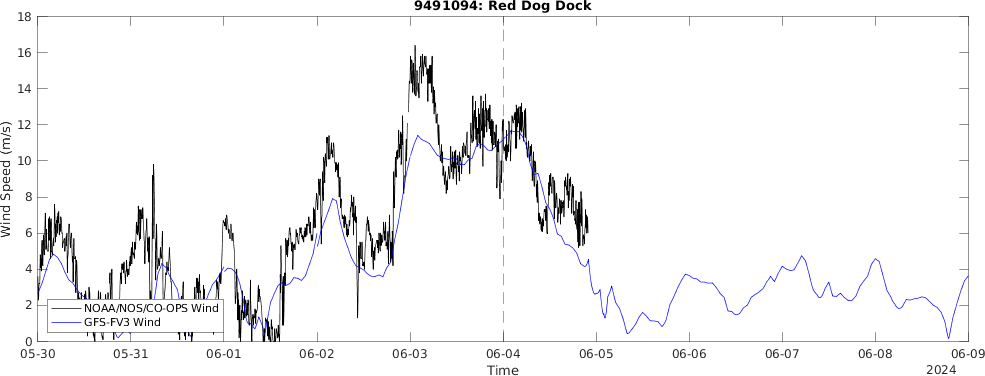 9491094: Red Dog Dock
Wind Speed (m/s)
18
16
14
12
10
8
6
4
2
0
NOAA/NOS/CO-OPS Wind
GFS-FV3 Wind
05-30 05-31 06-01 06-02 06-03 06-04 06-05 06-06 06-07 06-08 06-09
Time
2024